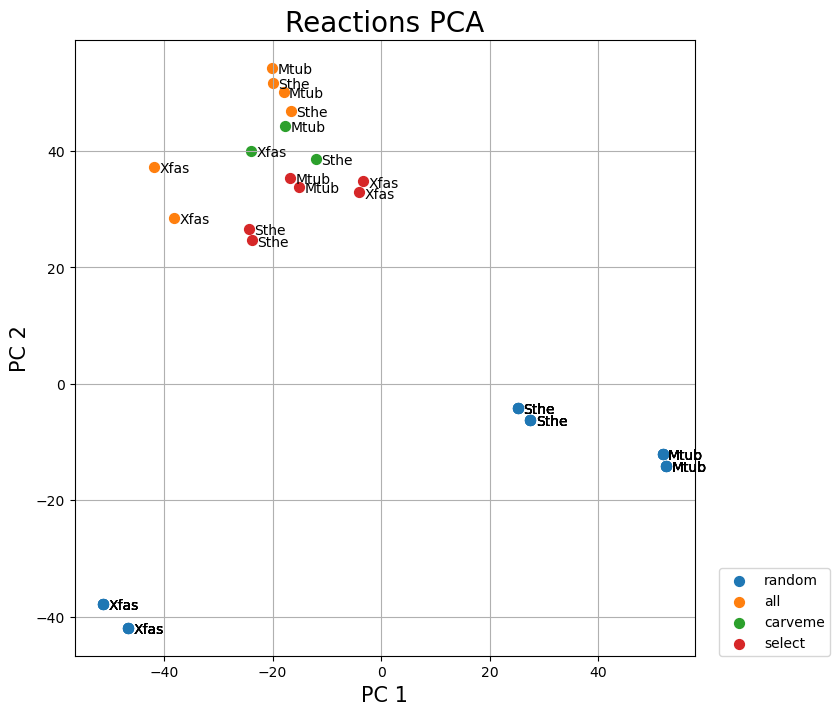 Reactions PCA
Mtub
Sthe
Mtub
Sthe
Mtub
Xfas
Sthe
Xfas
Mtub
Mtub
Xfas
Xfas
Xfas
Sthe
Sthe
Sthe
Sthe
Mtub
Mtub
Xfas
Xfas
40
20
0
−20
−40
PC 2
−40
−20
0
20
40
PC 1
random
all
carveme
select